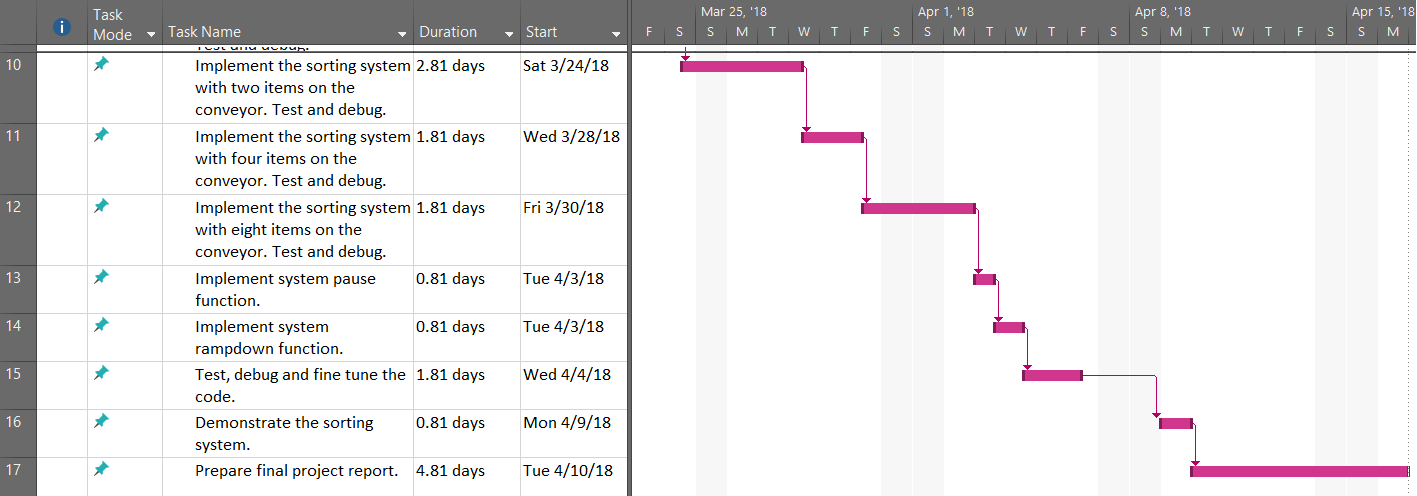 Task Mode Task Name Duration Start
Mar 25, '18 Apr 1, '18 Apr 8, '18 Apr 15, '18
F S S M T W T F S S M T W T F S S M T W T F S S M
Test and debug.
10 Implement the sorting system 2.81 days Sat 3/24/18
with two items on the
conveyor. Test and debug.
11 Implement the sorting system 1.81 days Wed 3/28/18
with four items on the
conveyor. Test and debug.
12 Implement the sorting system 1.81 days Fri 3/30/18
with eight items on the
conveyor. Test and debug.
13 Implement system pause 0.81 days Tue 4/3/18
function.
14 Implement system 0.81 days Tue 4/3/18
rampdown function.
15 Test, debug and fine tune the 1.81 days Wed 4/4/18
code.
16 Demonstrate the sorting 0.81 days Mon 4/9/18
system.
17 Prepare final project report. 4.81 days Tue 4/10/18